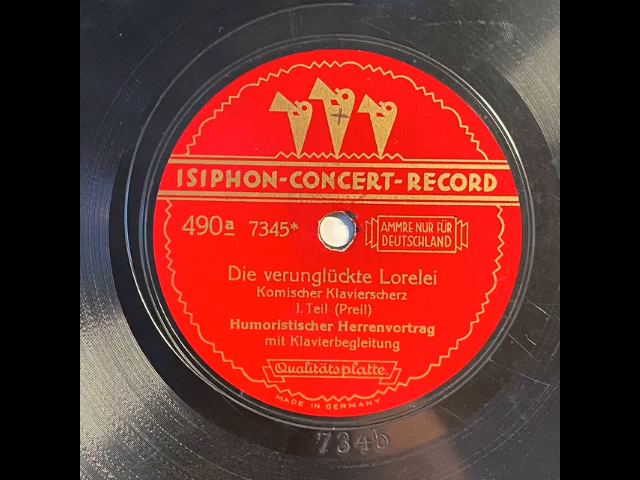 ISIPHON-CONCERT-RECORD
490a 7345*
AMMRE NUR FÜR
DEUTSCHLAND
Die verunglückte Lorelei
Komischer Klavierscherz
I. Teil (Preil)
Humoristischer Herrenvortrag
mit Klavierbegleitung
Qualitätsplatte
MADE IN GERMANY
7345